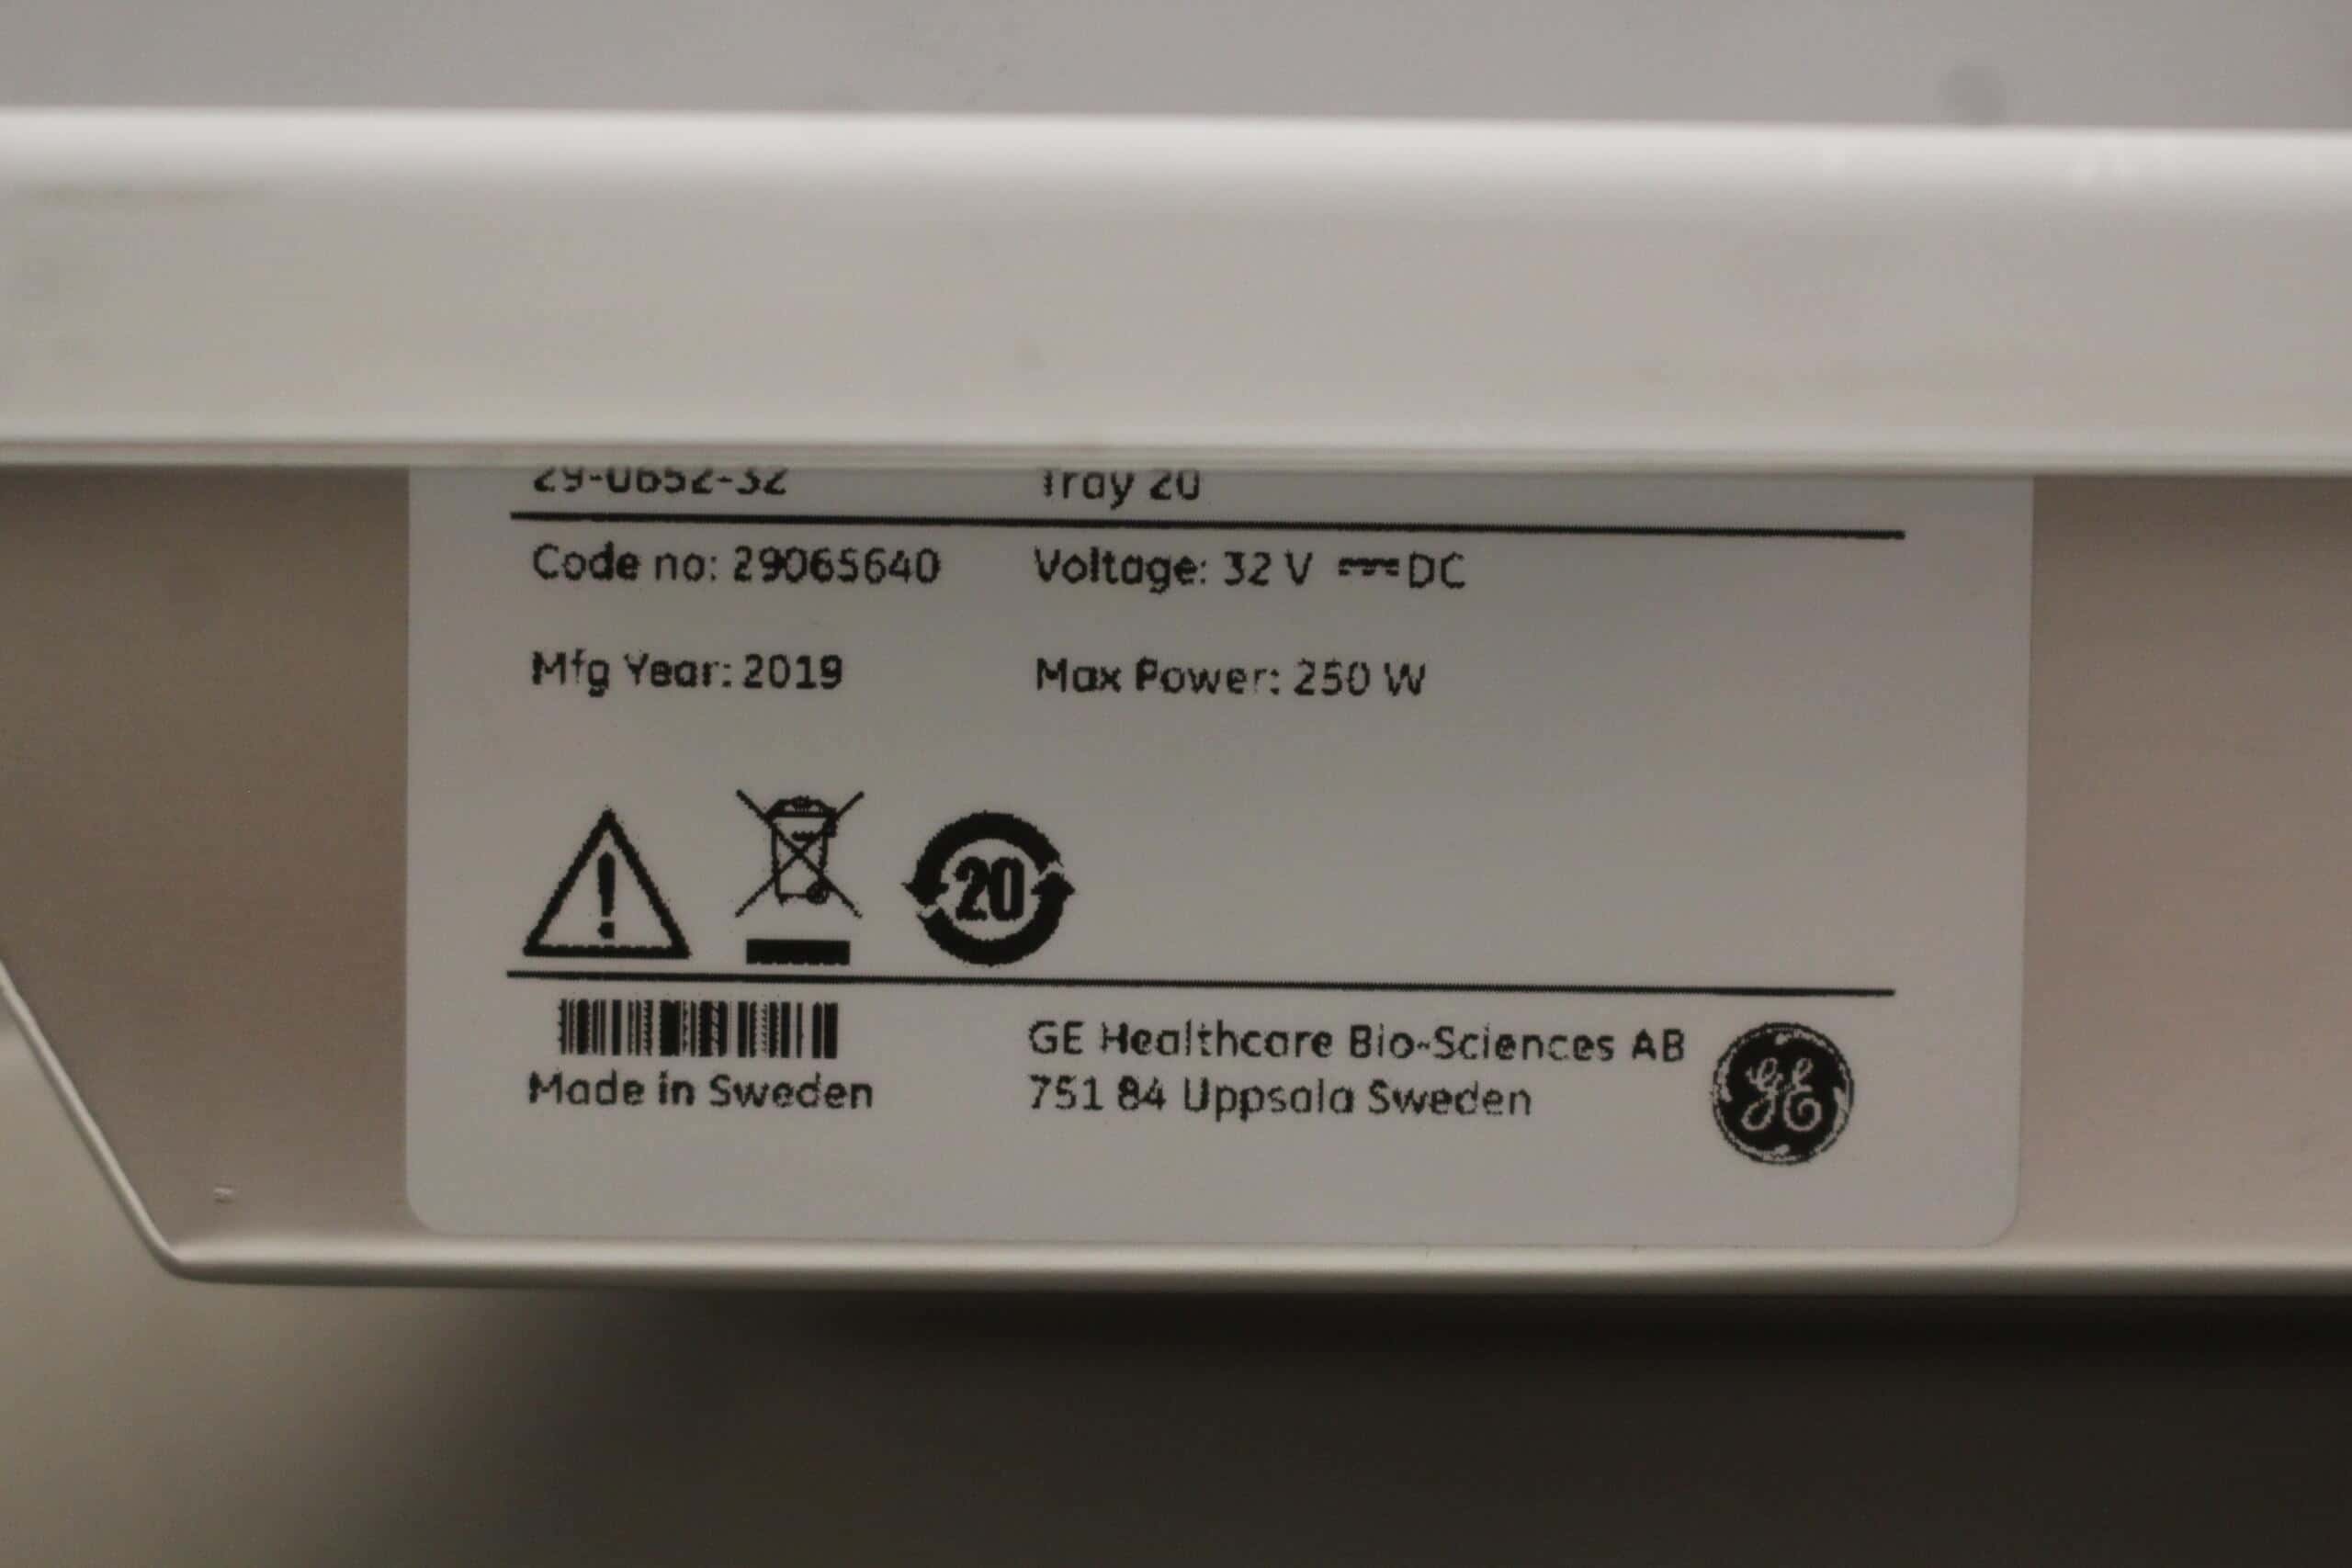 29-0652-32 Tray 20
Code no: 29065640 Voltage: 32 V DC
Mfg Year: 2019 Max Power: 250 W
20
Made in Sweden
GE Healthcare Bio-Sciences AB
751 84 Uppsala Sweden
GE